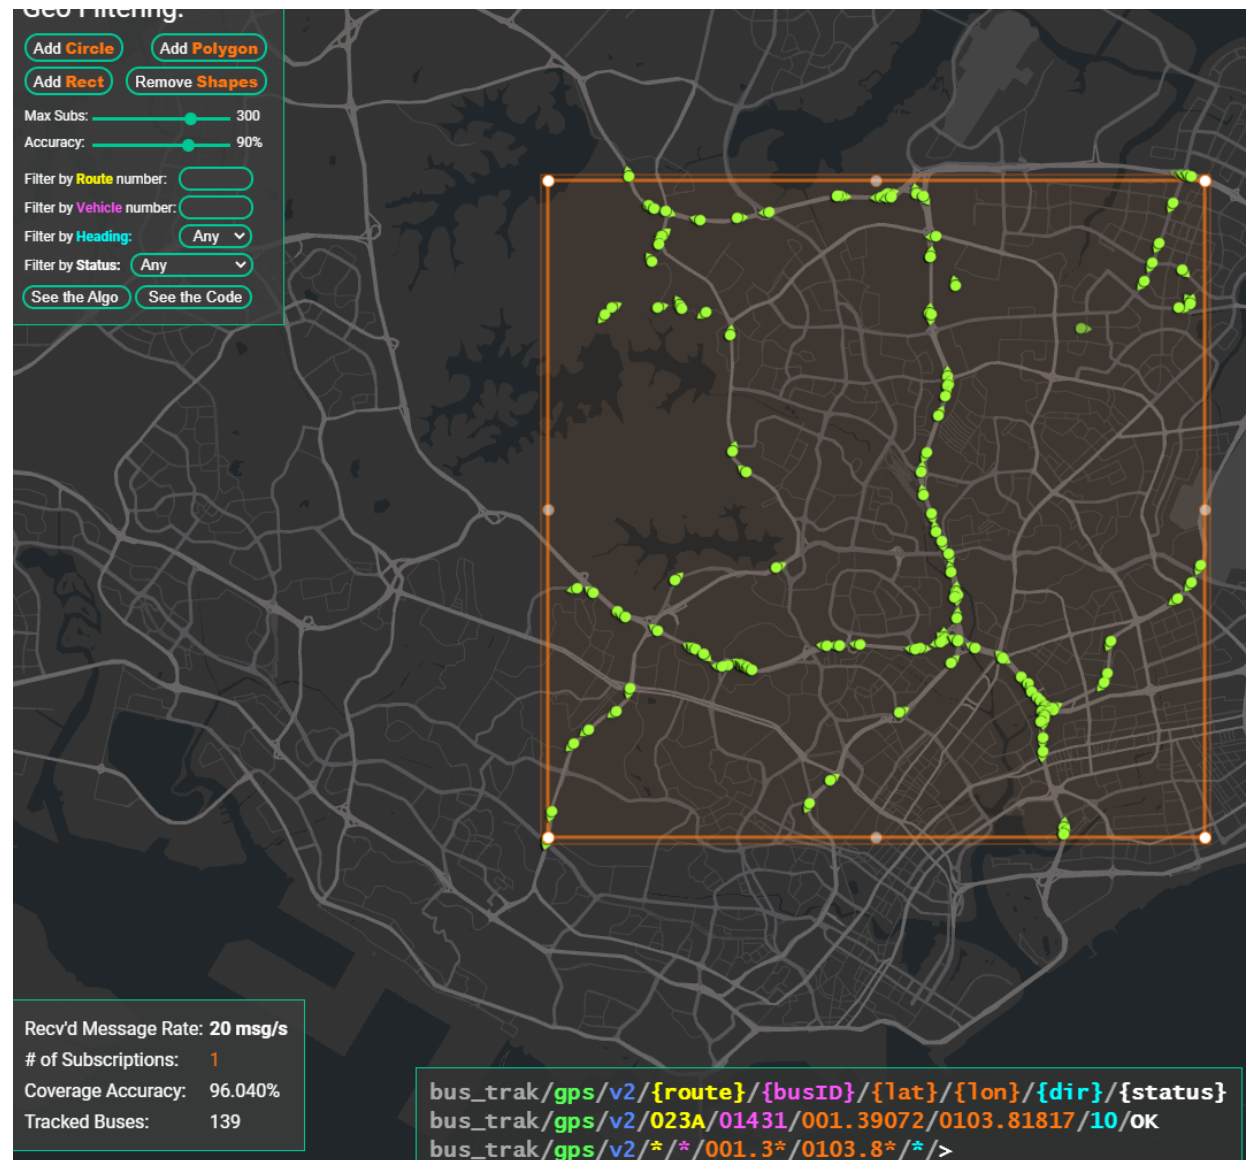 Geo Filtering:
Add Circle Add Polygon
Add Rect Remove Shapes
Max Subs: 300
Accuracy: 90%
Filter by Route number:
Filter by Vehicle number:
Filter by Heading: Any
Filter by Status: Any
See the Algo See the Code
Recv'd Message Rate: 20 msg/s
# of Subscriptions: 1
Coverage Accuracy: 96.040%
Tracked Buses: 139
bus_trak/gps/v2/{route}/{busID}/{lat}/{lon}/{dir}/{status}
bus_trak/gps/v2/023A/01431/001.39072/0103.81817/10/OK
bus_trak/gps/v2/*/*/001.3*/0103.8*/*/>